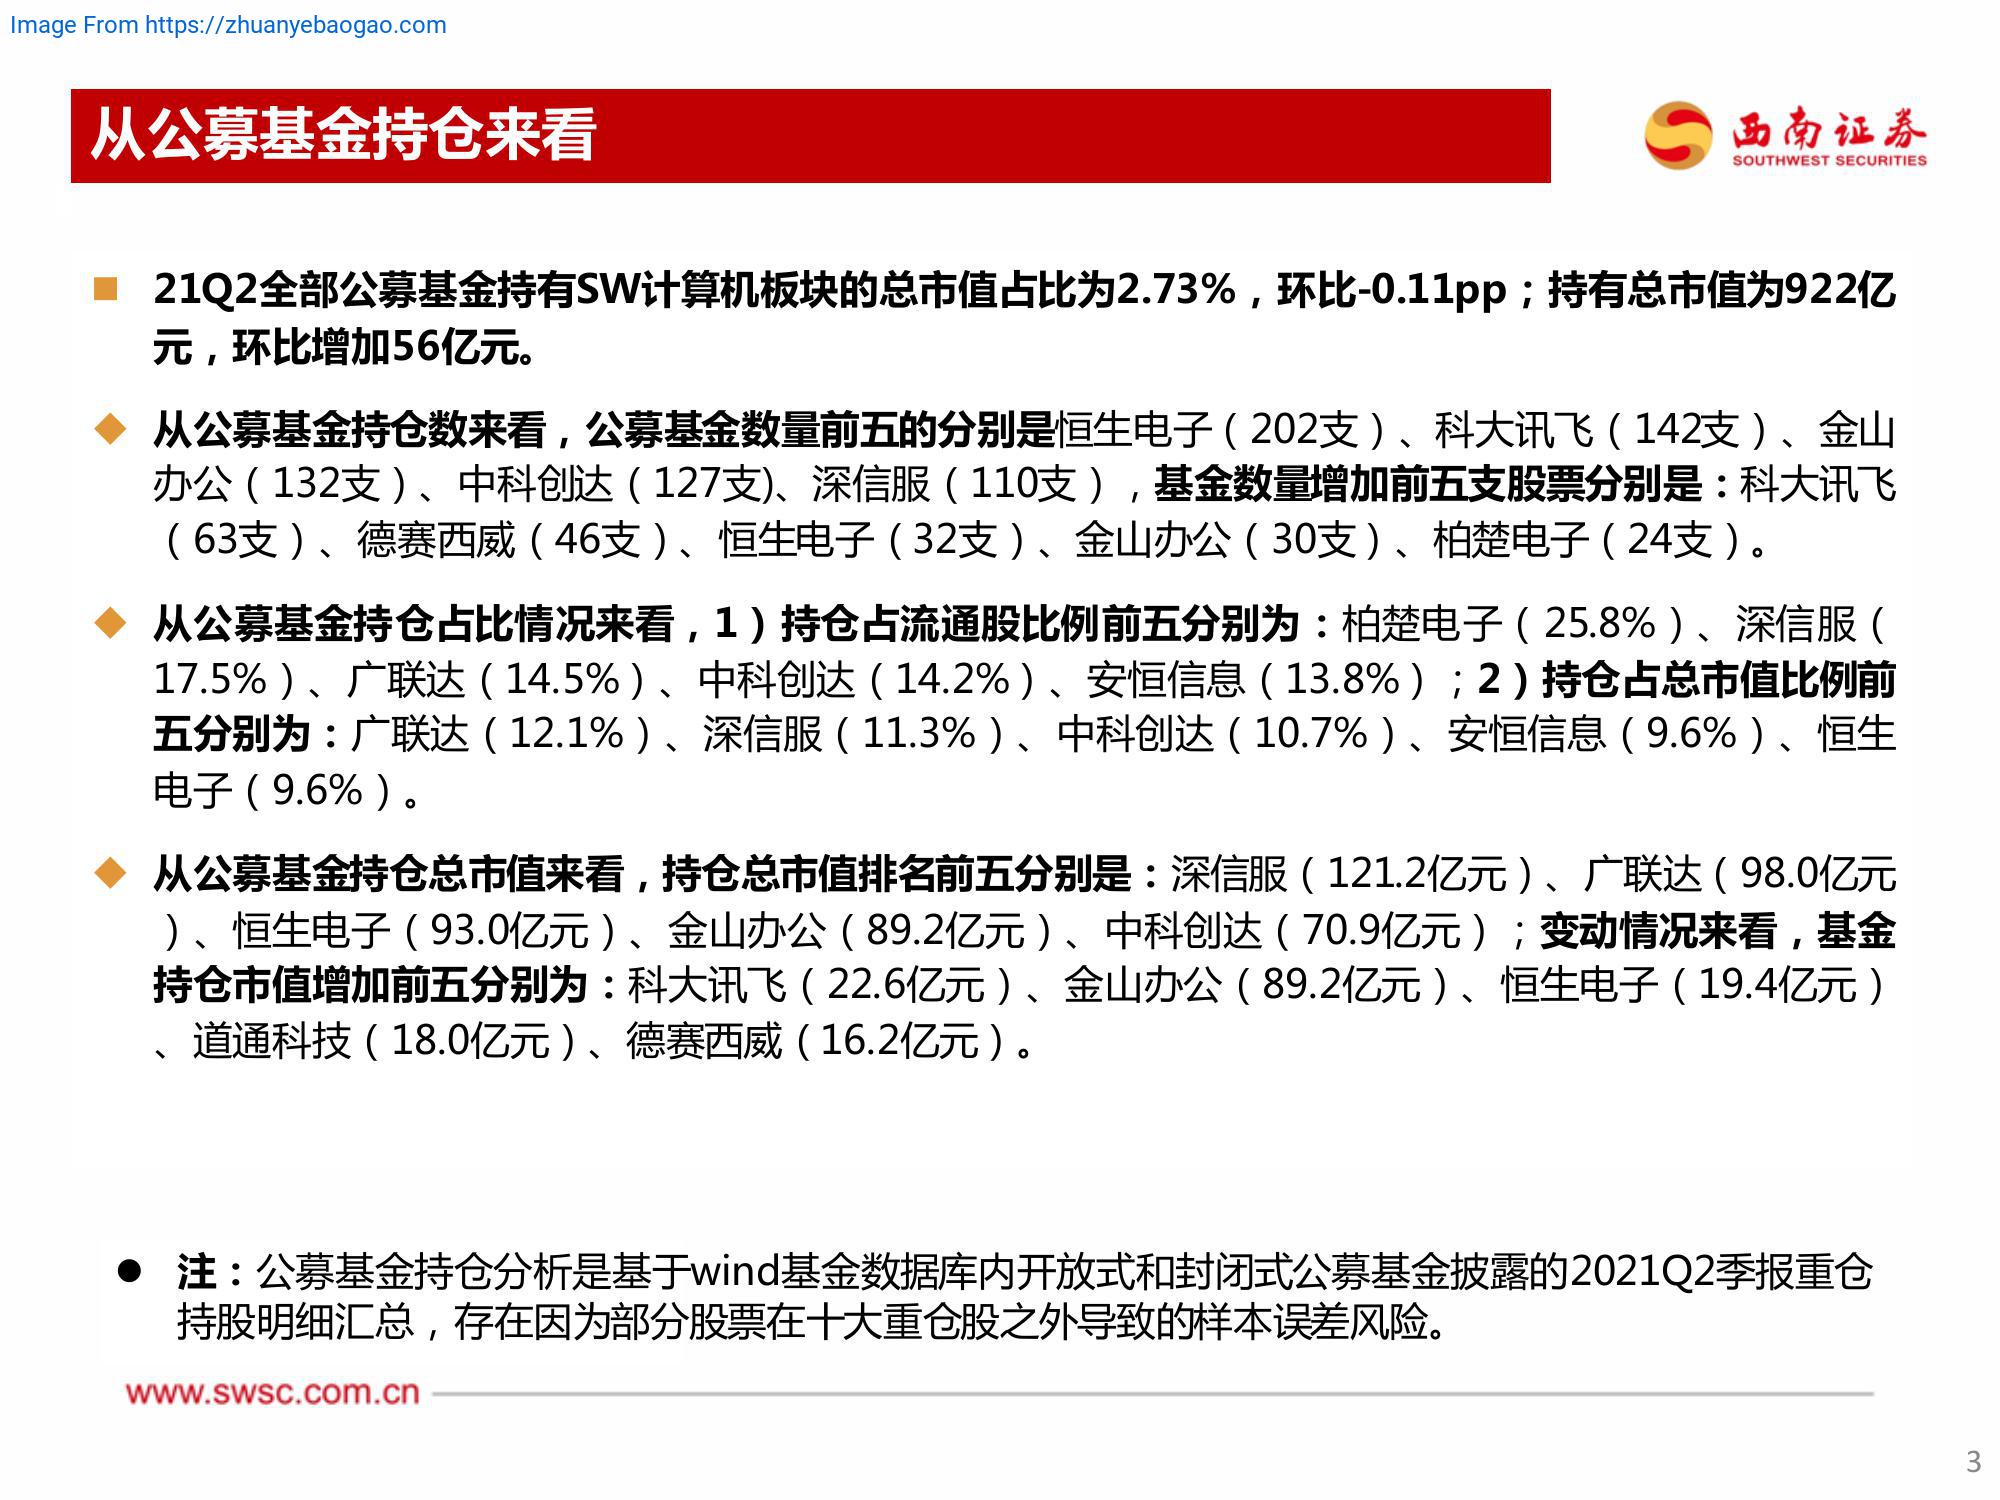 Image From https://zhuanyebaogao.com
从公募基金持仓来看
西南证券
SOUTHWEST SECURITIES
21Q2全部公募基金持有SW计算机板块的总市值占比为2.73%，环比-0.11pp；持有总市值为922亿
元，环比增加56亿元。
从公募基金持仓数来看，公募基金数量前五的分别是恒生电子（202支）、科大讯飞（142支）、金山
办公（132支）、中科创达（127支)、深信服（110支），基金数量增加前五支股票分别是：科大讯飞
（63支）、德赛西威（46支）、恒生电子（32支）、金山办公（30支）、柏楚电子（24支）。
从公募基金持仓占比情况来看，1）持仓占流通股比例前五分别为：柏楚电子（25.8%）、深信服（
17.5%）、广联达（14.5%）、中科创达（14.2%）、安恒信息（13.8%）；2）持仓占总市值比例前
五分别为：广联达（12.1%）、深信服（11.3%）、中科创达（10.7%）、安恒信息（9.6%）、恒生
电子（9.6%）。
从公募基金持仓总市值来看，持仓总市值排名前五分别是：深信服（121.2亿元）、广联达（98.0亿元
）、恒生电子（93.0亿元）、金山办公（89.2亿元）、中科创达（70.9亿元）；变动情况来看，基金
持仓市值增加前五分别为：科大讯飞（22.6亿元）、金山办公（89.2亿元）、恒生电子（19.4亿元）
、道通科技（18.0亿元）、德赛西威（16.2亿元）。
注：公募基金持仓分析是基于wind基金数据库内开放式和封闭式公募基金披露的2021Q2季报重仓
持股明细汇总，存在因为部分股票在十大重仓股之外导致的样本误差风险。
www.swsc.com.cn
3